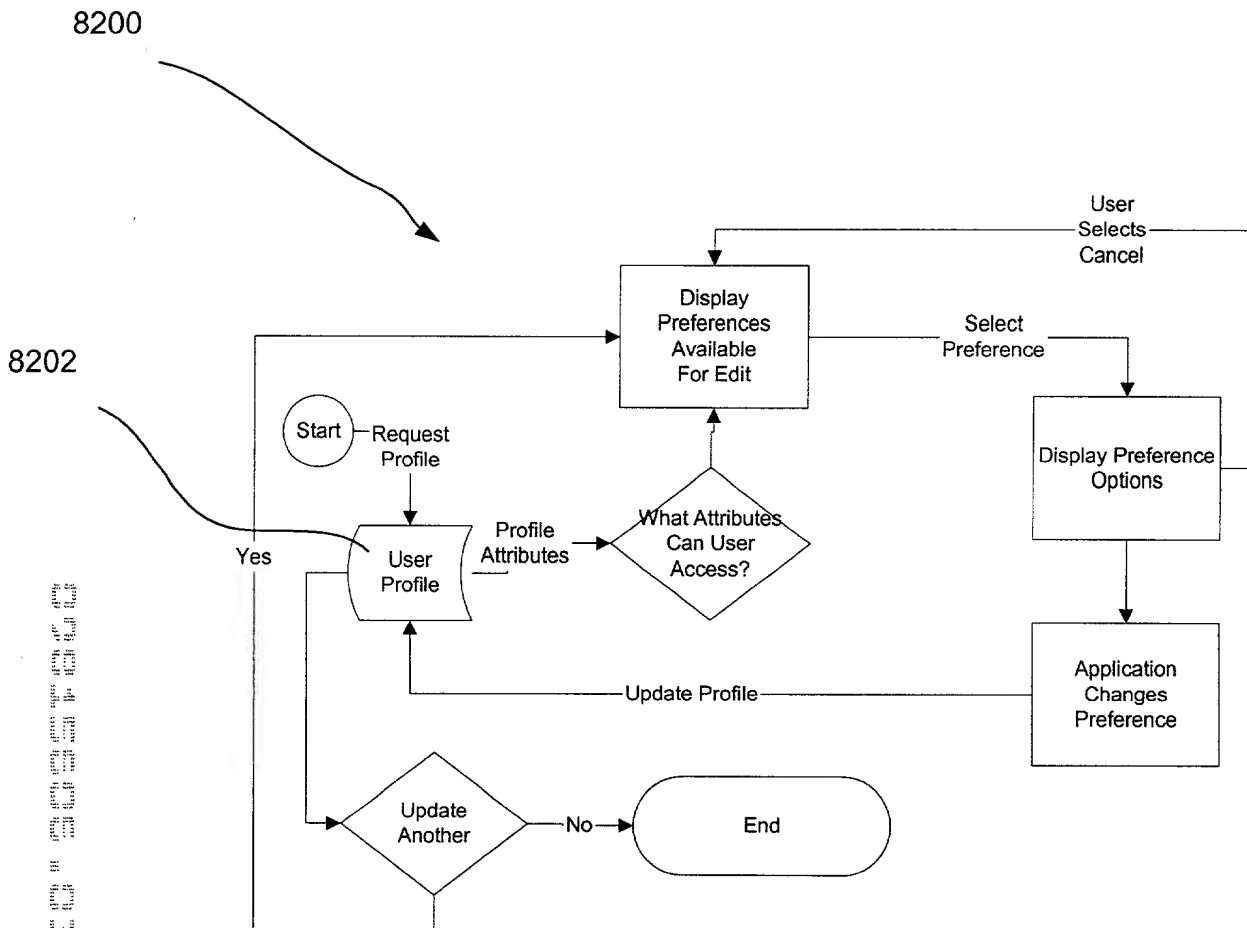 8200
User
Selects
Cancel
Display
Preferences
Available
For Edit
Select
Preference
8202
Start
Request
Profile
Display Preference
Options
What Attributes
Can User
Access?
Profile
Attributes
User
Profile
Yes
Application
Changes
Preference
Update Profile
Update
Another
No
End